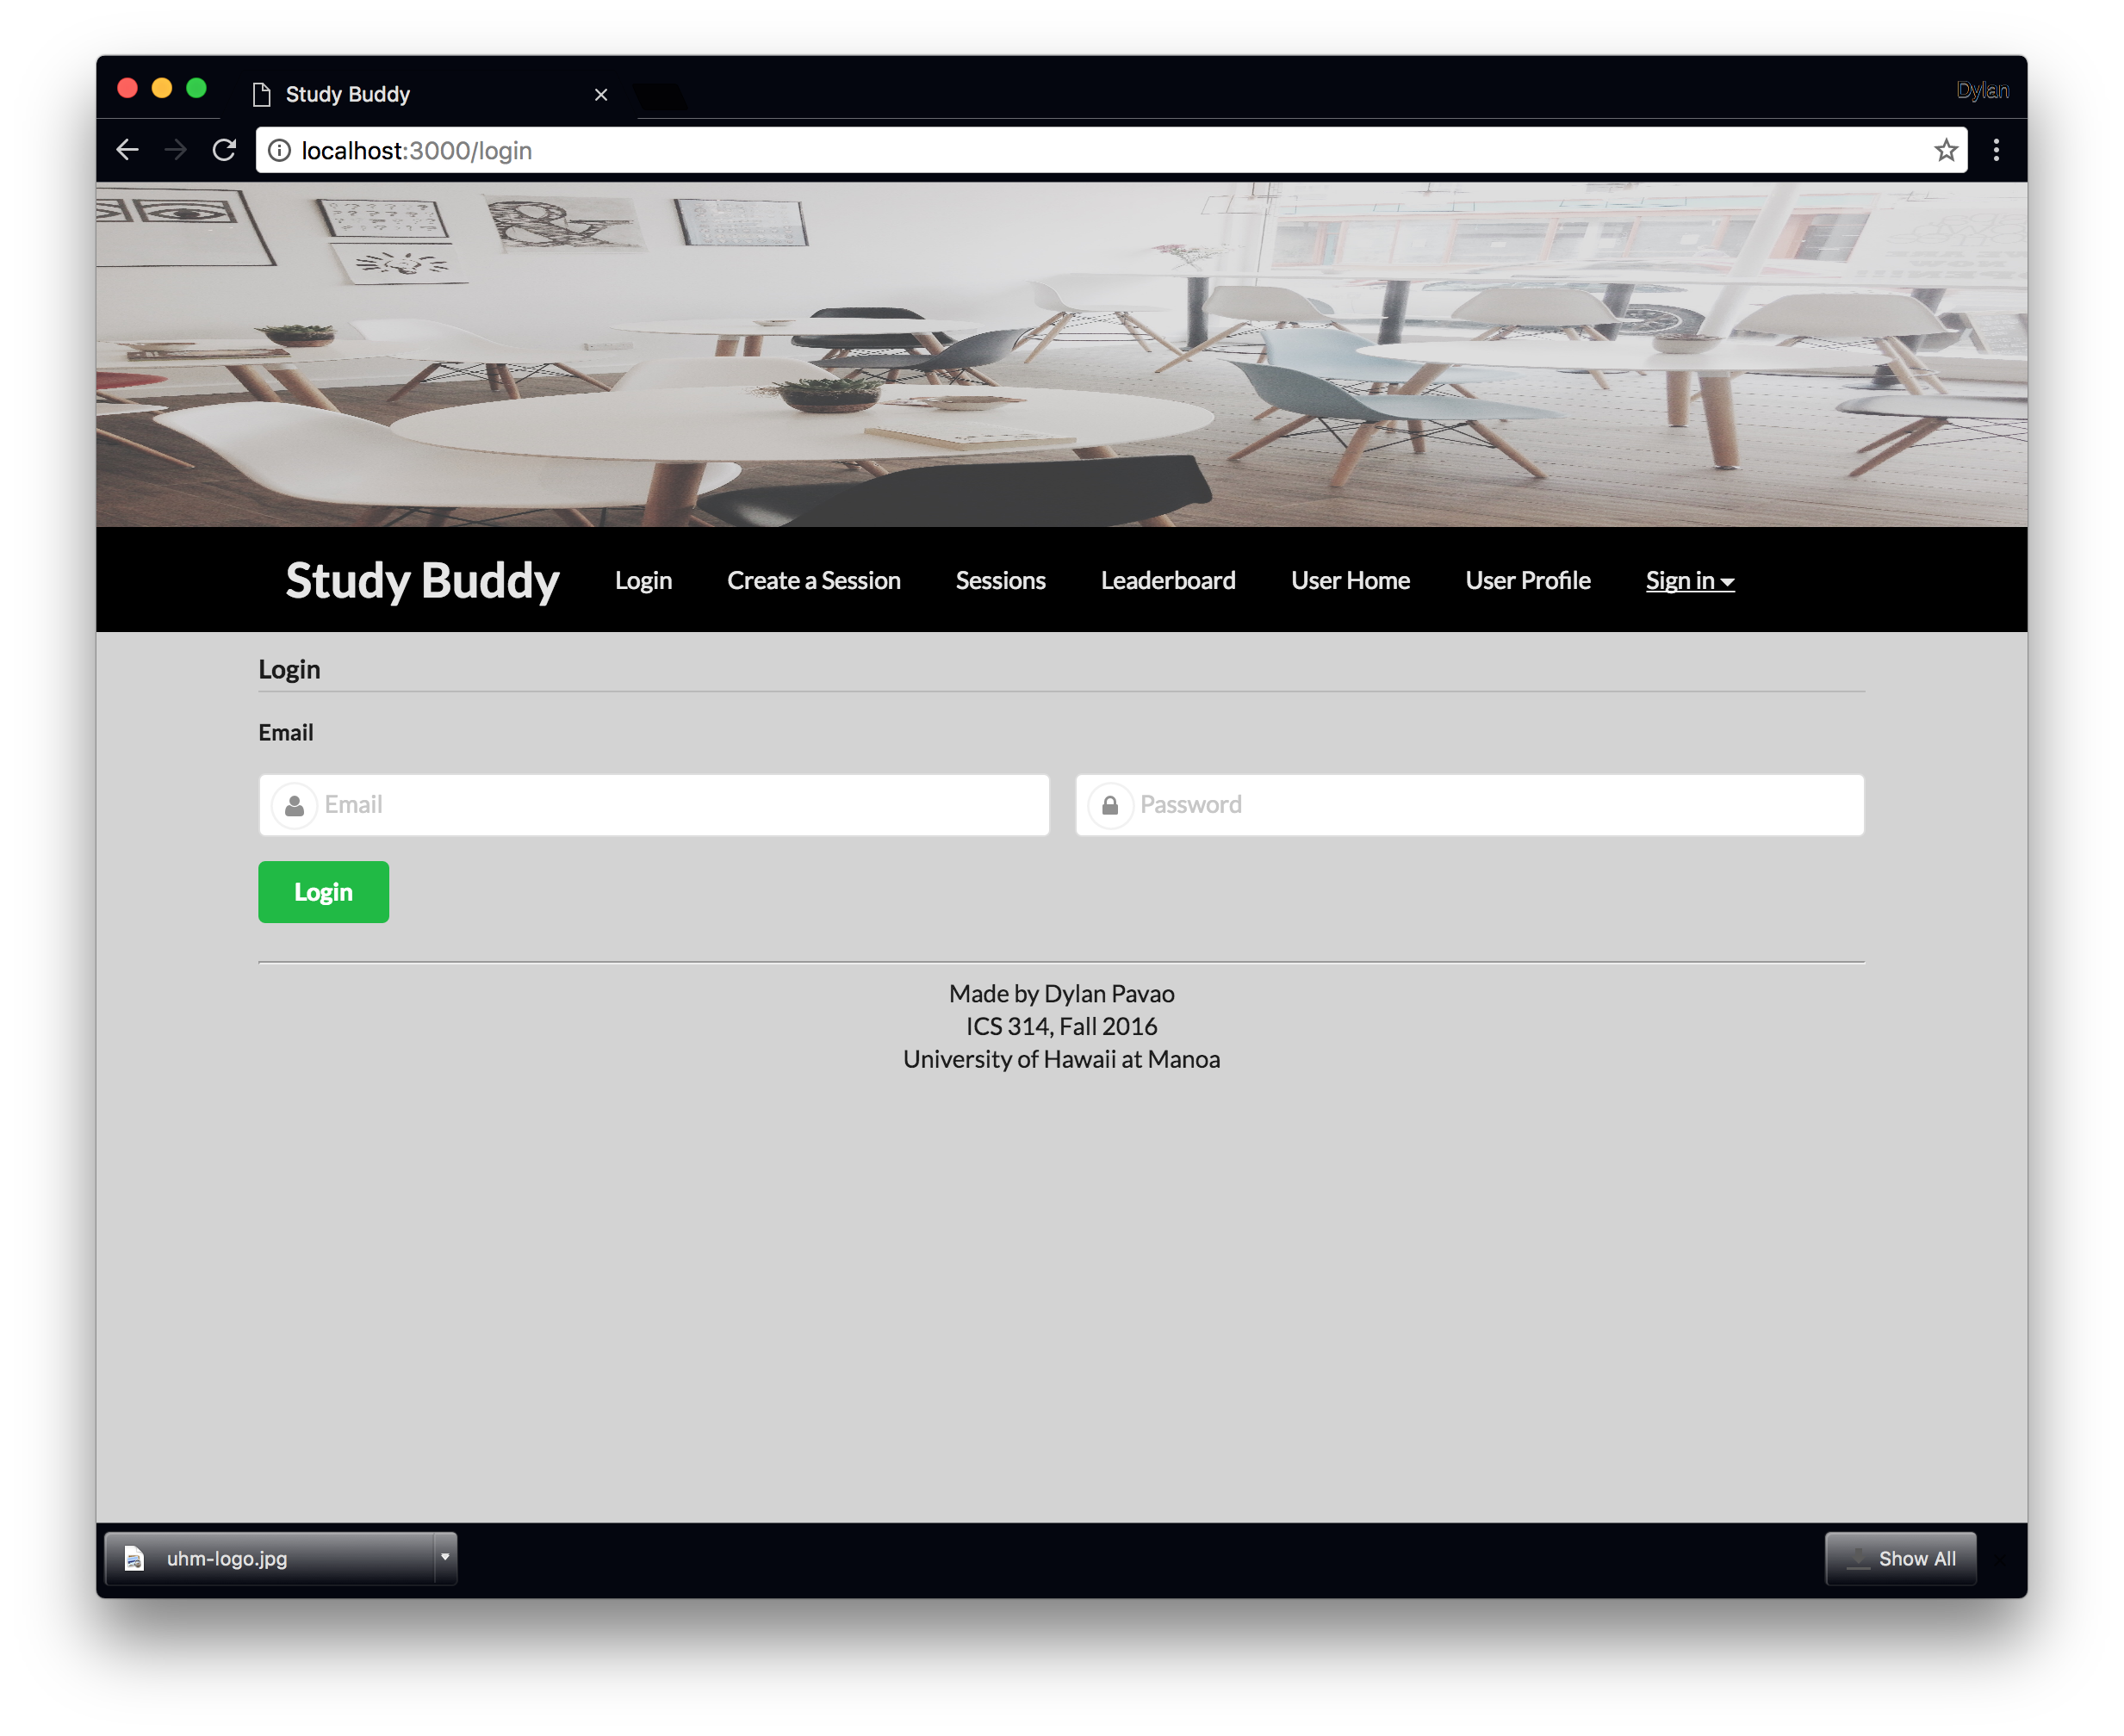 Study Buddy
Dylan
localhost:3000/login
Study Buddy Login Create a Session Sessions Leaderboard User Home User Profile Sign in
Login
Email
Email Password
Login
Made by Dylan Pavao
ICS 314, Fall 2016
University of Hawaii at Manoa
uhm-logo.jpg Show All